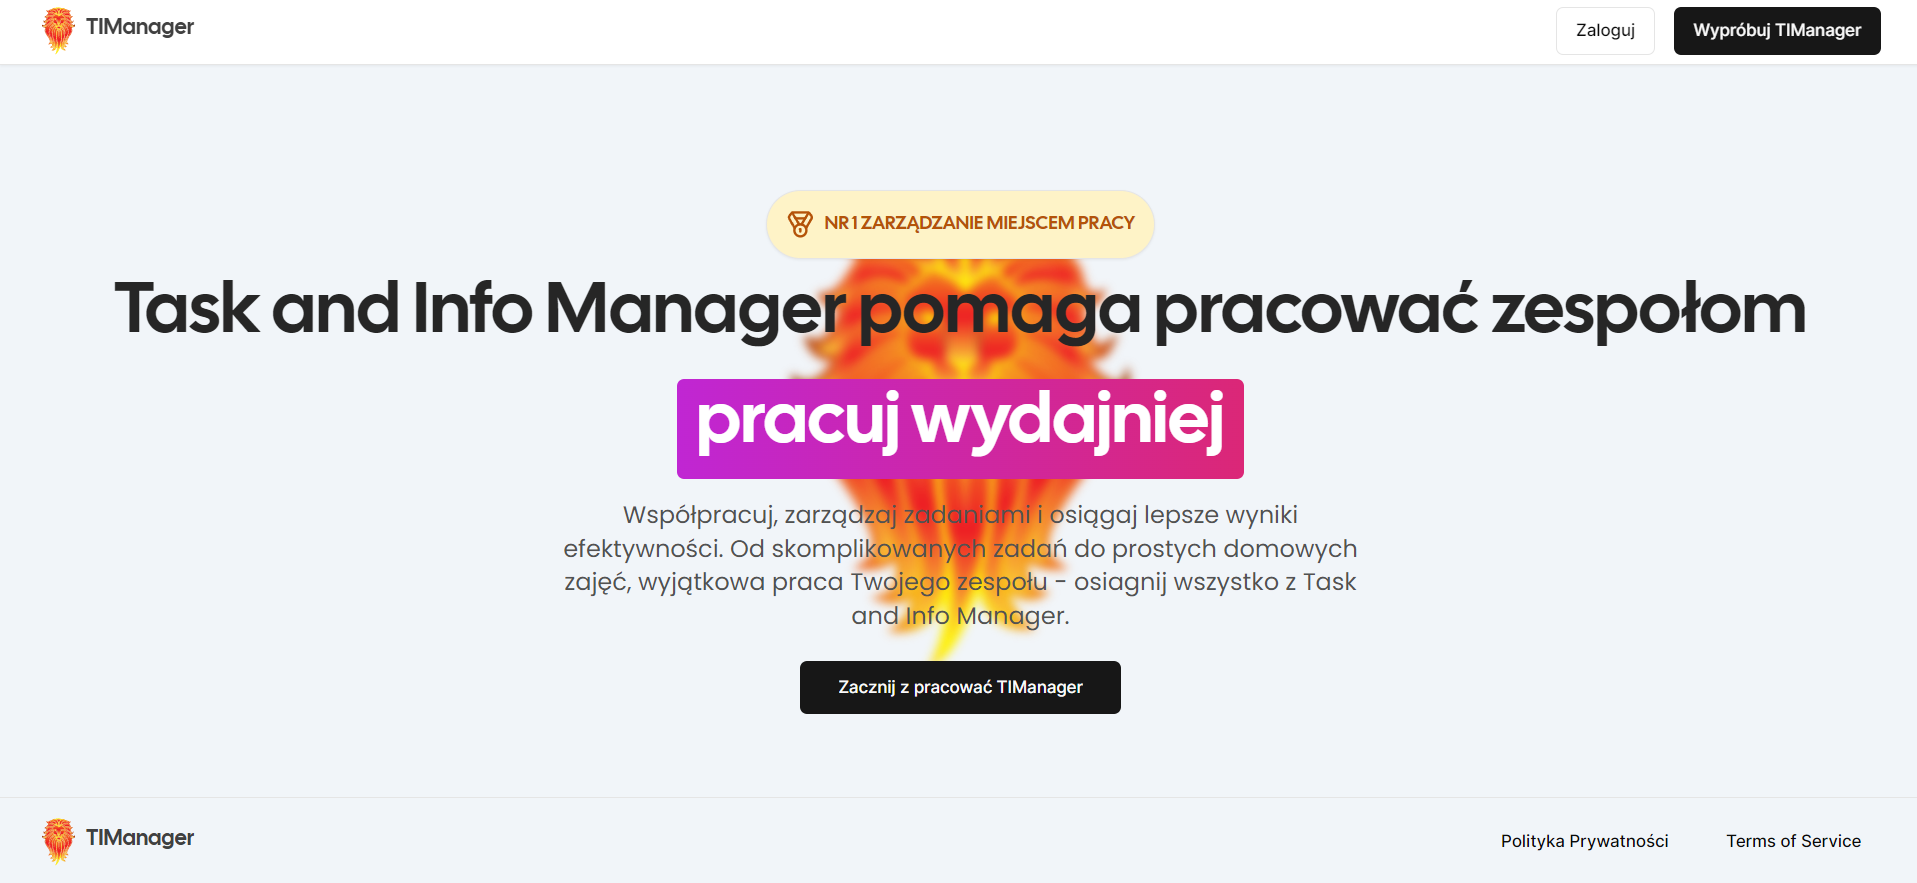 TIManager
Zaloguj
Wypróbuj TIManager
NR 1 ZARZĄDZANIE MIEJSCEM PRACY
Task and Info Manager pomaga pracować zespołom
pracuj wydajniej
Współpracuj, zarządzaj zadaniami i osiągaj lepsze wyniki
efektywności. Od skomplikowanych zadań do prostych domowych
zajęć, wyjątkowa praca Twojego zespołu - osiagnij wszystko z Task
and Info Manager.
Zacznij z pracować TIManager
TIManager
Polityka Prywatności
Terms of Service